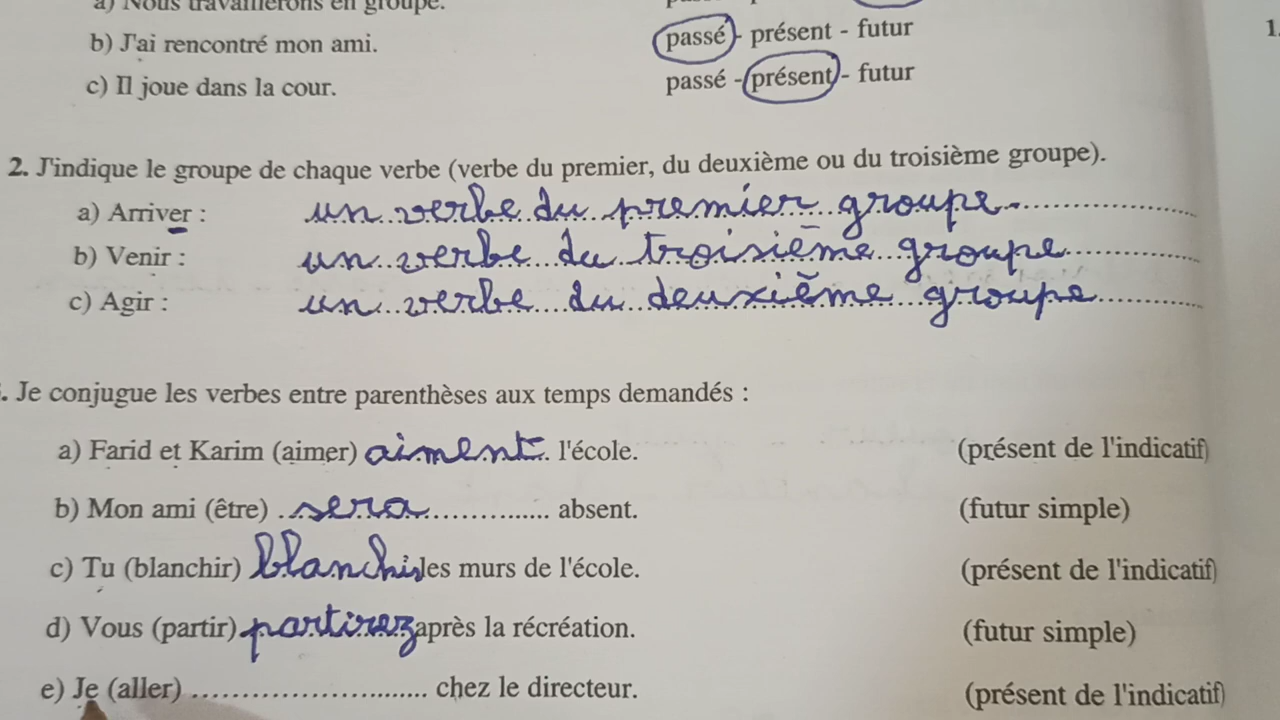 a) Nous travaillerons en groupe.
b) J'ai rencontré mon ami. passé - présent - futur
c) Il joue dans la cour. passé - présent - futur
1.
2. J'indique le groupe de chaque verbe (verbe du premier, du deuxième ou du troisième groupe).
a) Arriver : un verbe du premier groupe
b) Venir : un verbe du troisième groupe
c) Agir : un verbe du deuxième groupe
. Je conjugue les verbes entre parenthèses aux temps demandés :
a) Farid et Karim (aimer) aiment l'école. (présent de l'indicatif)
b) Mon ami (être) sera absent. (futur simple)
c) Tu (blanchir) blanchis les murs de l'école. (présent de l'indicatif)
d) Vous (partir) partirez après la récréation. (futur simple)
e) Je (aller) .......................... chez le directeur. (présent de l'indicatif)